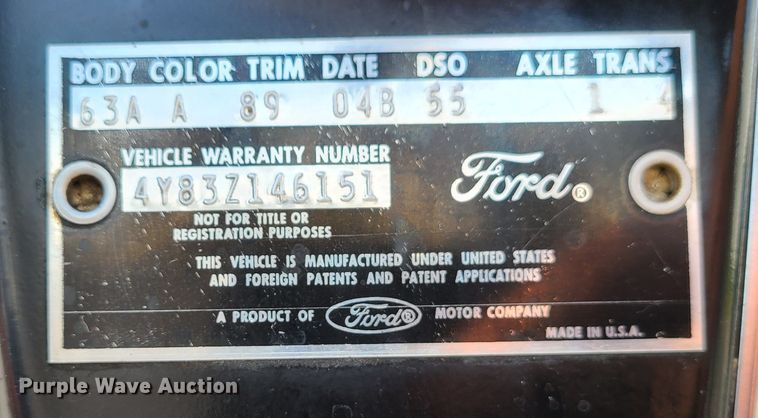 BODY COLOR TRIM DATE DSO AXLE TRANS
63A A 89 04B 55 1 4
VEHICLE WARRANTY NUMBER
4Y83Z146151
Ford®
NOT FOR TITLE OR
REGISTRATION PURPOSES
THIS VEHICLE IS MANUFACTURED UNDER UNITED STATES
AND FOREIGN PATENTS AND PATENT APPLICATIONS
A PRODUCT OF Ford® MOTOR COMPANY
MADE IN U.S.A.
Purple Wave Auction